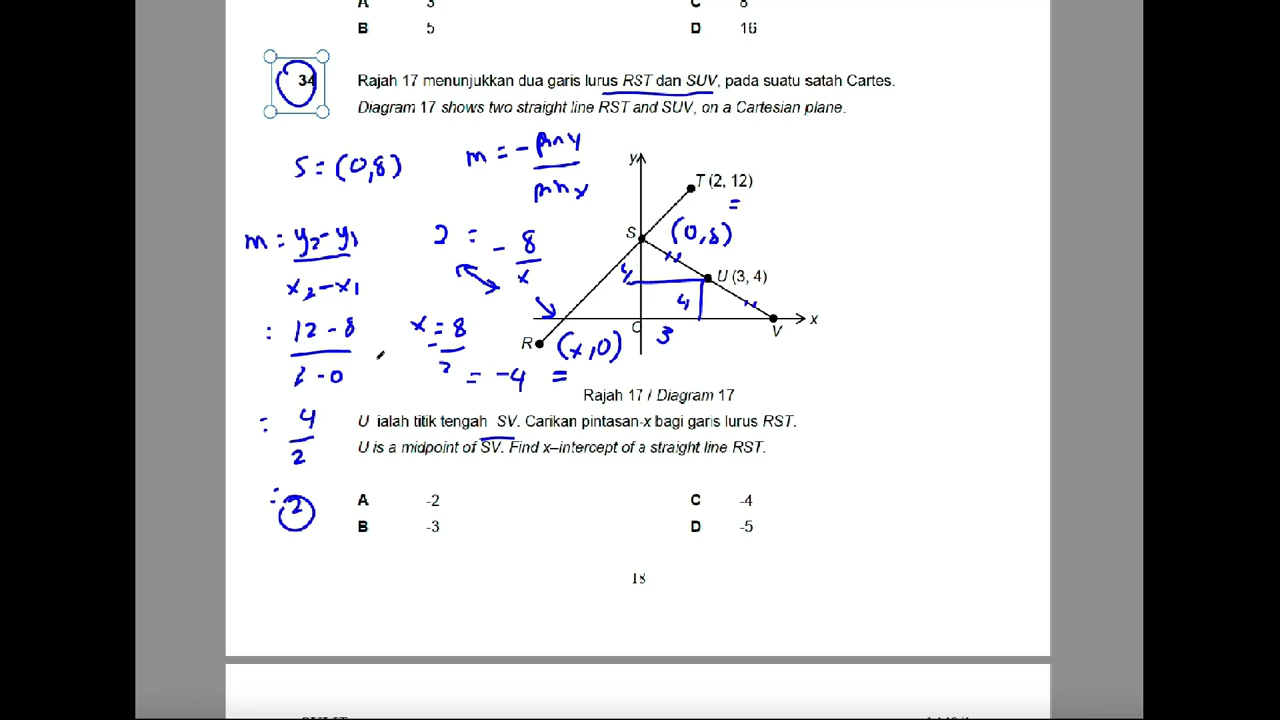 A 3 C 8
B 5 D 16
34 Rajah 17 menunjukkan dua garis lurus RST dan SUV, pada suatu satah Cartes.
Diagram 17 shows two straight line RST and SUV, on a Cartesian plane.
S = (0,8)
m = - pin y
pin x
y
T (2, 12)
=
S (0,8)
m = y2 - y1
x2 - x1
2 = - 8
x
U (3, 4)
4
4
= 12 - 8
2 - 0
x = 8
- 2
= -4 =
R (x,0)
3
V
x
Rajah 17 / Diagram 17
= 4
2
U ialah titik tengah SV. Carikan pintasan-x bagi garis lurus RST.
U is a midpoint of SV. Find x–intercept of a straight line RST.
= 2
A -2 C -4
B -3 D -5
18